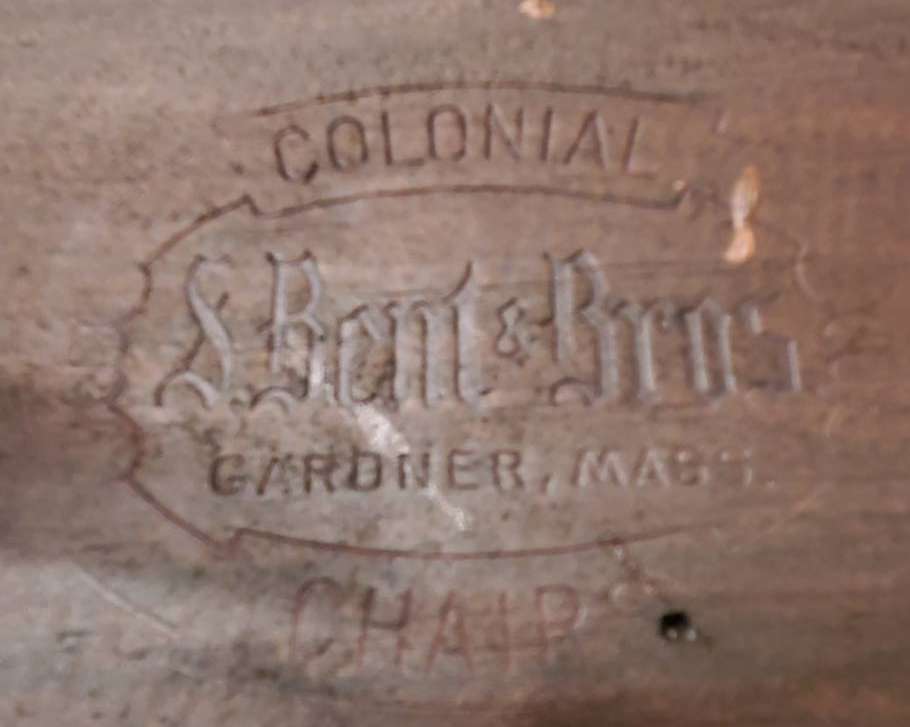 COLONIAL
S. Bent & Bros
GARDNER, MASS.
CHAIR